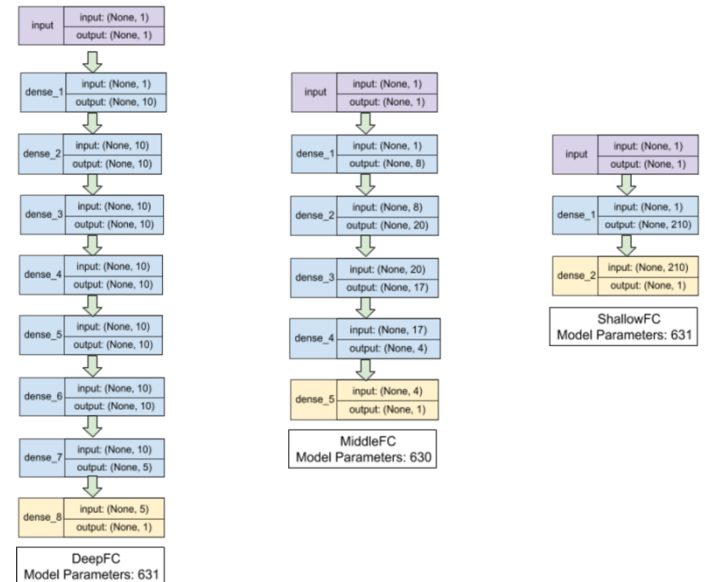 input
input: (None, 1)
output: (None, 1)
dense_1
input: (None, 1)
output: (None, 10)
dense_2
input: (None, 10)
output: (None, 10)
dense_3
input: (None, 10)
output: (None, 10)
dense_4
input: (None, 10)
output: (None, 10)
dense_5
input: (None, 10)
output: (None, 10)
dense_6
input: (None, 10)
output: (None, 10)
dense_7
input: (None, 10)
output: (None, 5)
dense_8
input: (None, 5)
output: (None, 1)
DeepFC
Model Parameters: 631
input
input: (None, 1)
output: (None, 1)
dense_1
input: (None, 1)
output: (None, 8)
dense_2
input: (None, 8)
output: (None, 20)
dense_3
input: (None, 20)
output: (None, 17)
dense_4
input: (None, 17)
output: (None, 4)
dense_5
input: (None, 4)
output: (None, 1)
MiddleFC
Model Parameters: 630
input
input: (None, 1)
output: (None, 1)
dense_1
input: (None, 1)
output: (None, 210)
dense_2
input: (None, 210)
output: (None, 1)
ShallowFC
Model Parameters: 631